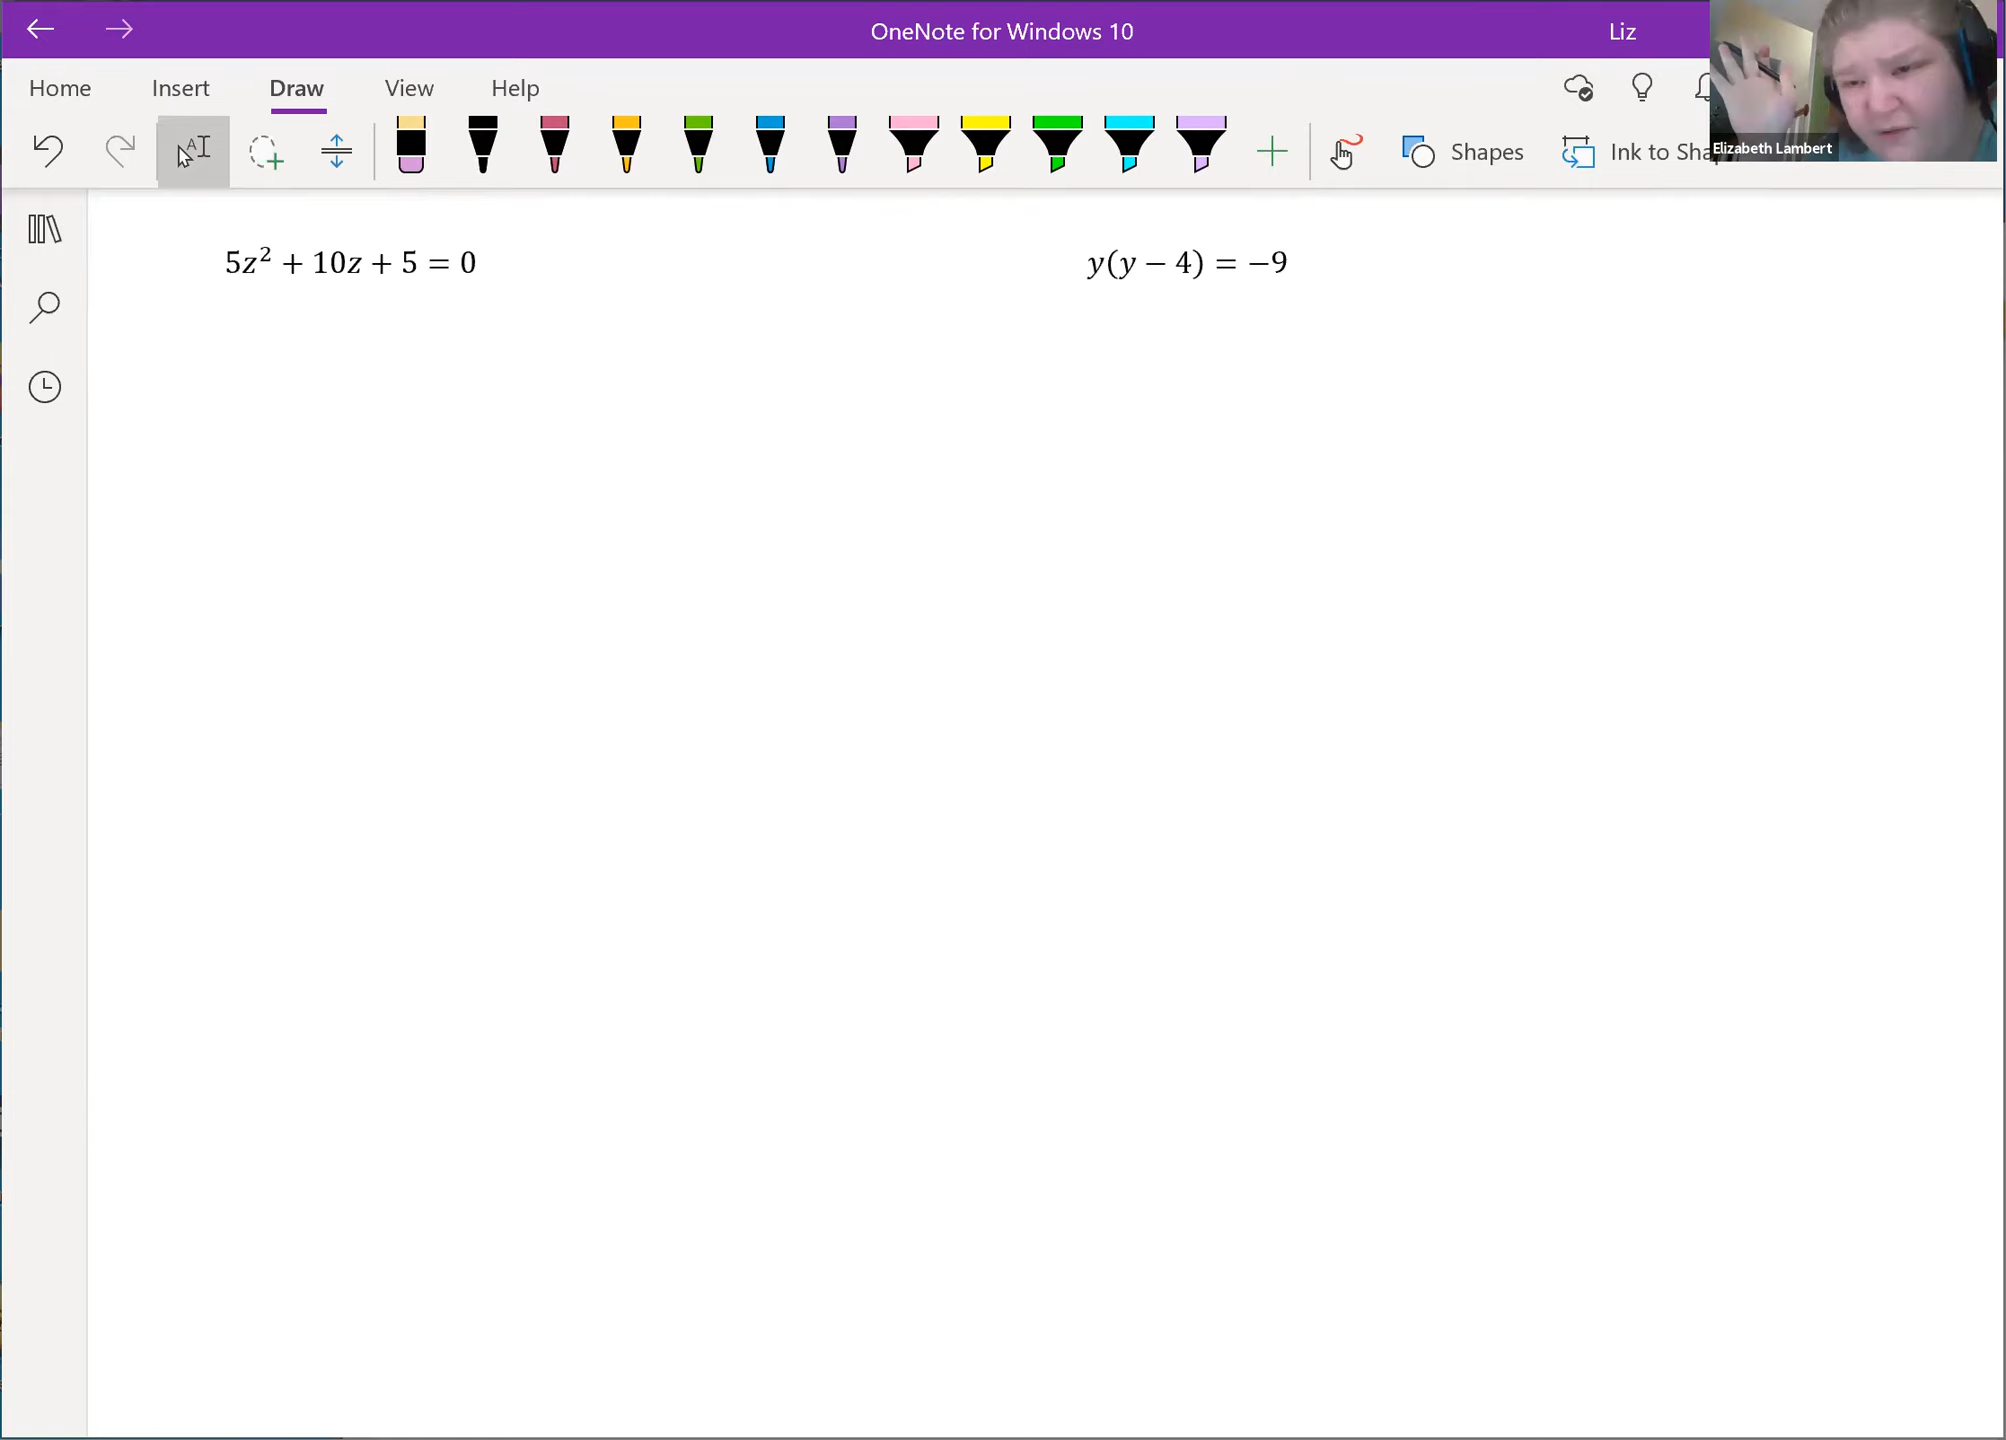 OneNote for Windows 10
Liz
Home Insert Draw View Help
Shapes
Ink to Sha
Elizabeth Lambert
5z² + 10z + 5 = 0
y(y − 4) = −9